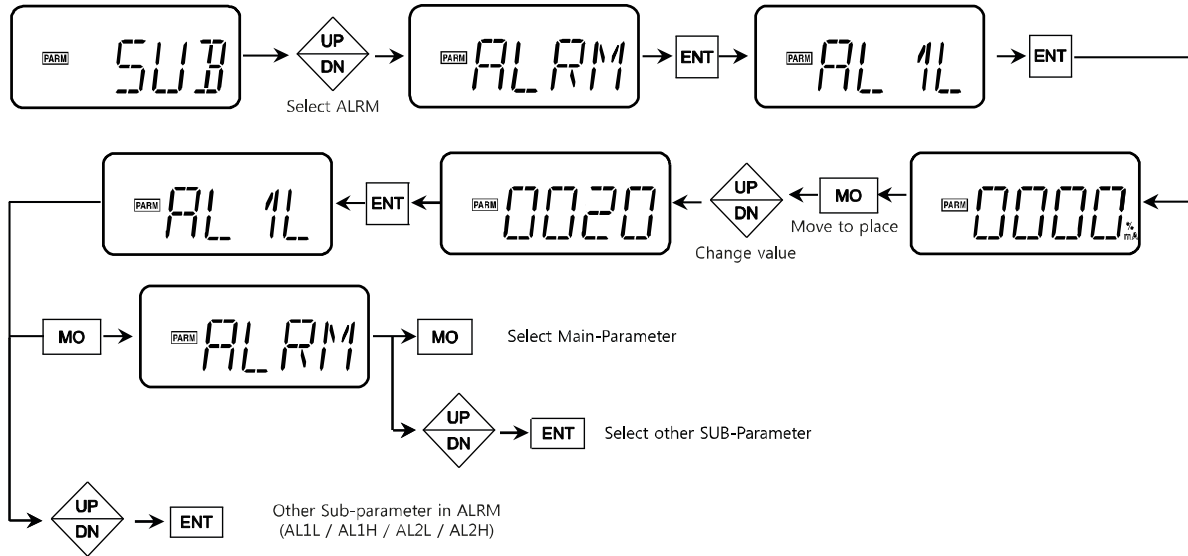 PARM SUB
UP
DN
Select ALRM
PARM ALRM
ENT
PARM AL 1L
ENT
PARM AL 1L
ENT
PARM 0020
UP
DN
Change value
MO
Move to place
PARM 0000 % mA
MO
PARM ALRM
MO
Select Main-Parameter
UP
DN
ENT
Select other SUB-Parameter
UP
DN
ENT
Other Sub-parameter in ALRM
(AL1L / AL1H / AL2L / AL2H)